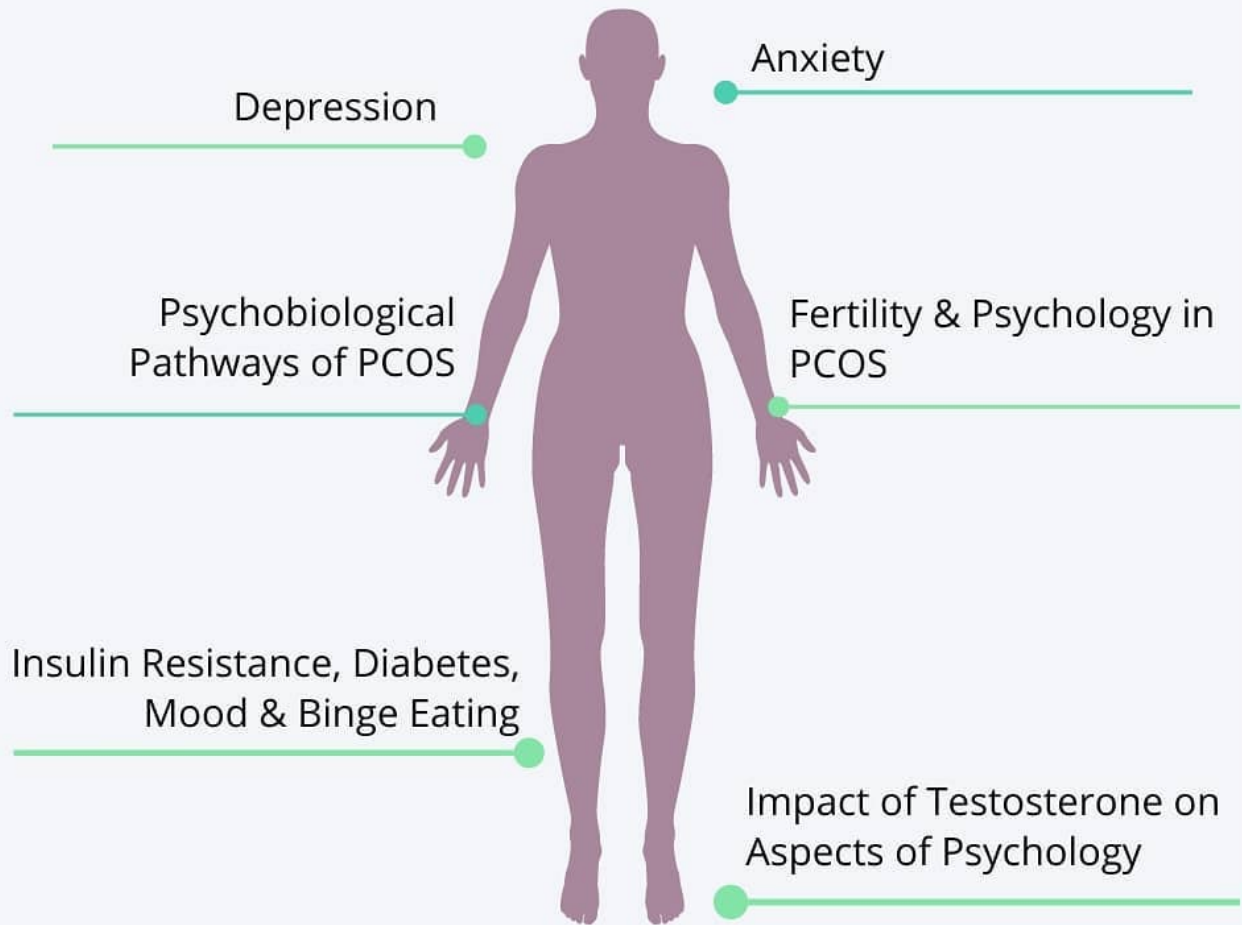 Anxiety
Depression
Psychobiological
Pathways of PCOS
Fertility & Psychology in
PCOS
Insulin Resistance, Diabetes,
Mood & Binge Eating
Impact of Testosterone on
Aspects of Psychology